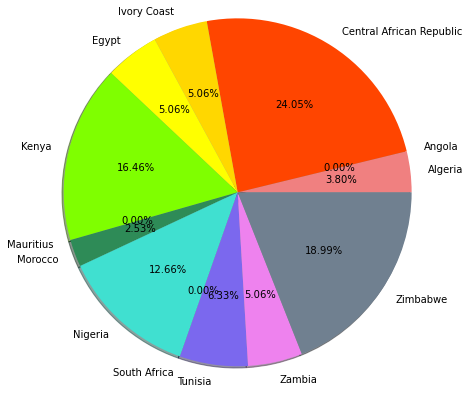 Ivory Coast
Central African Republic
Egypt
5.06%
5.06%
24.05%
Kenya
Angola
16.46%
0.00%
Algeria
3.80%
0.00%
2.53%
Mauritius
Morocco
12.66%
18.99%
0.00%
6.33%
5.06%
Zimbabwe
Nigeria
South Africa
Tunisia
Zambia